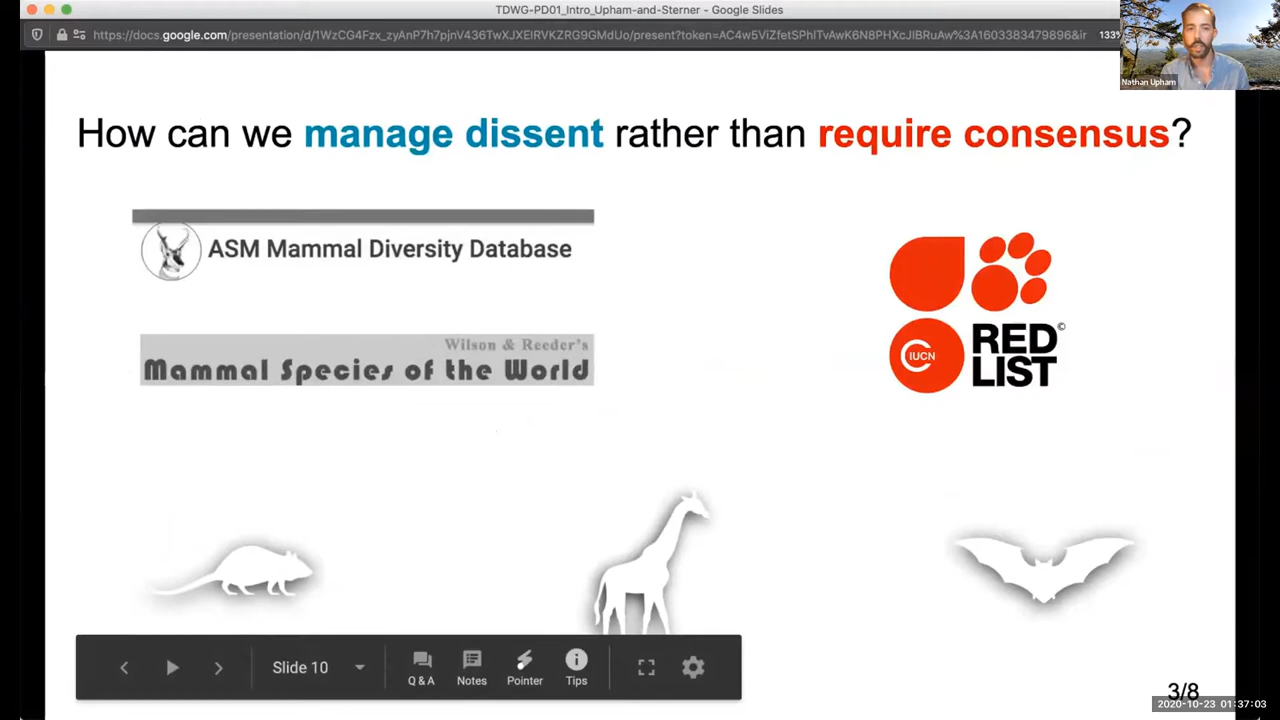 TDWG-PD01_Intro_Upham-and-Sterner - Google Slides
133%
Nathan Upham
How can we manage dissent rather than require consensus?
ASM Mammal Diversity Database
Wilson & Reeder's
Mammal Species of the World
IUCN
RED
LIST
©
Slide 10
Q & A
Notes
Pointer
Tips
3/8
2020-10-23 01:37:03